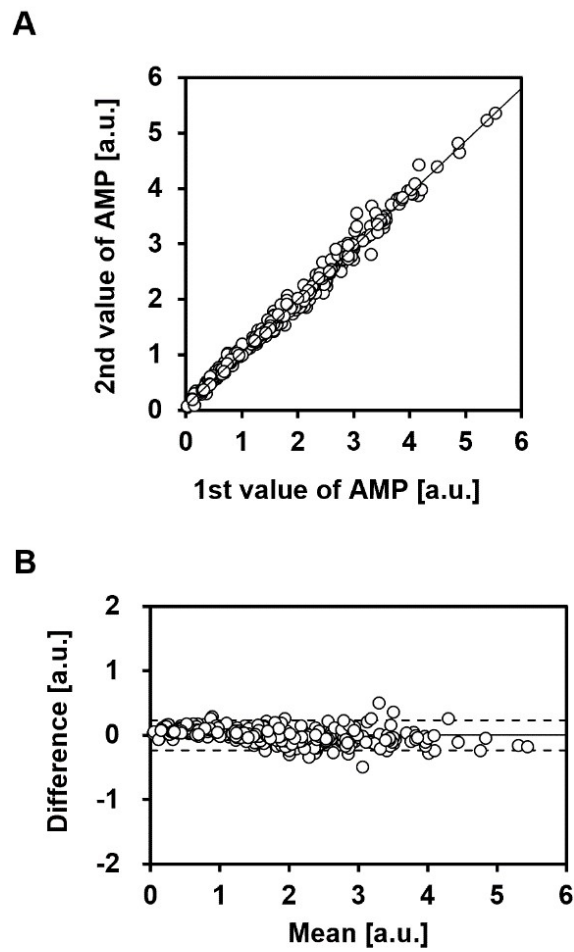 A
2nd value of AMP [a.u.]
6
5
4
3
2
1
0
0 1 2 3 4 5 6
1st value of AMP [a.u.]
B
Difference [a.u.]
2
1
0
-1
-2
0 1 2 3 4 5 6
Mean [a.u.]